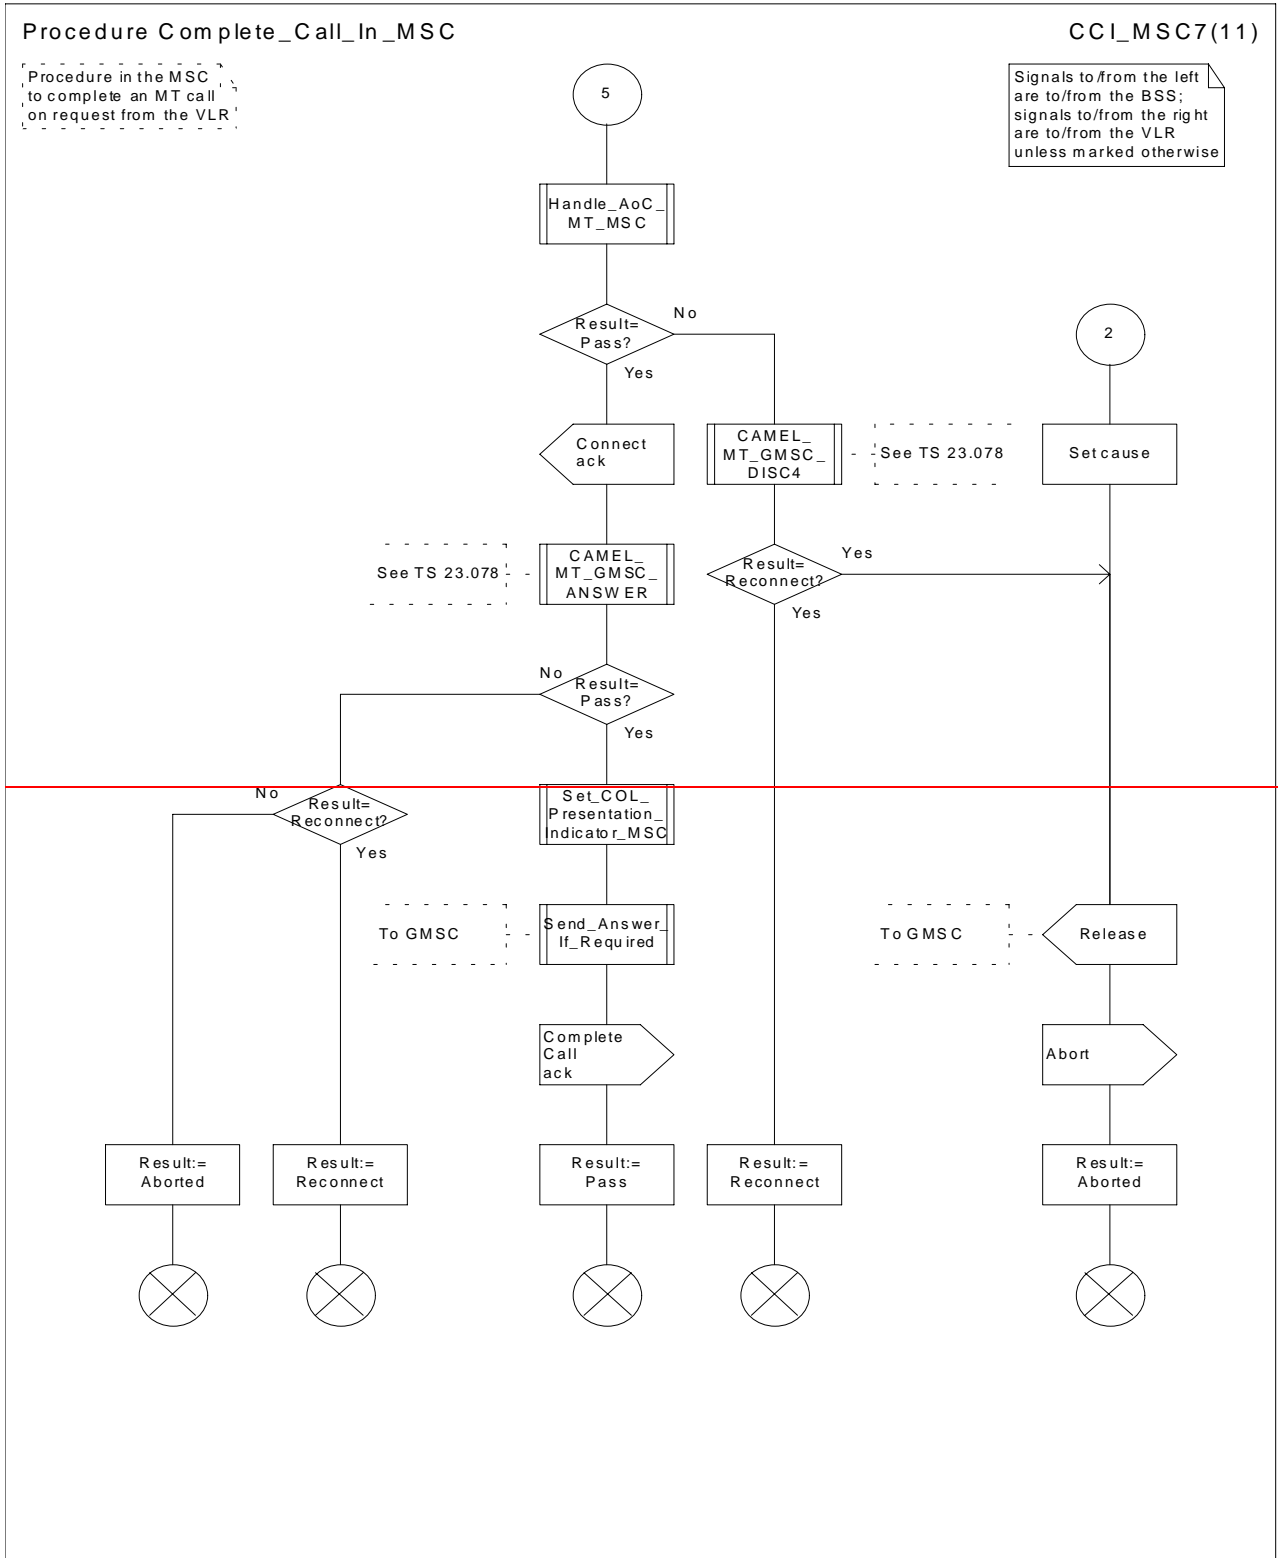 Procedure Complete_Call_In_MSC
CCI_MSC7(11)
Procedure in the MSC
to complete an MT call
on request from the VLR
Signals to/from the left
are to/from the BSS;
signals to/from the right
are to/from the VLR
unless marked otherwise
5
Handle_AoC_
MT_MSC
Result=
Pass?
No
Yes
2
Connect
ack
CAMEL_
MT_GMSC_
DISC4
See TS 23.078
Set cause
See TS 23.078
CAMEL_
MT_GMSC_
ANSWER
Result=
Reconnect?
Yes
Yes
No
Result=
Pass?
Yes
No
Result=
Reconnect?
Yes
Set_COL_
Presentation_
Indicator_MSC
To GMSC
Send_Answer_
If_Required
To GMSC
Release
Complete
Call
ack
Abort
Result:=
Aborted
Result:=
Reconnect
Result:=
Pass
Result:=
Reconnect
Result:=
Aborted